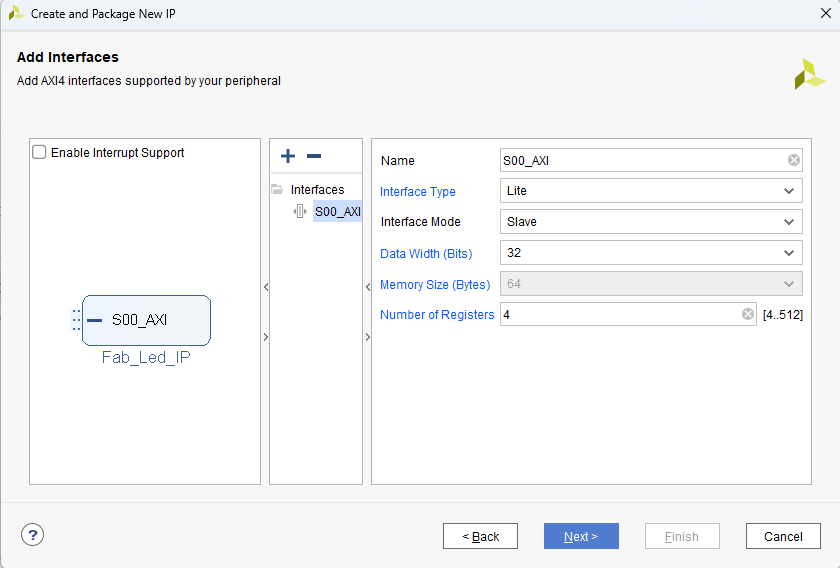 Create and Package New IP
Add Interfaces
Add AXI4 interfaces supported by your peripheral
Enable Interrupt Support
S00_AXI
Fab_Led_IP
Interfaces
S00_AXI
Name S00_AXI
Interface Type Lite
Interface Mode Slave
Data Width (Bits) 32
Memory Size (Bytes) 64
Number of Registers 4 [4..512]
? < Back Next > Finish Cancel